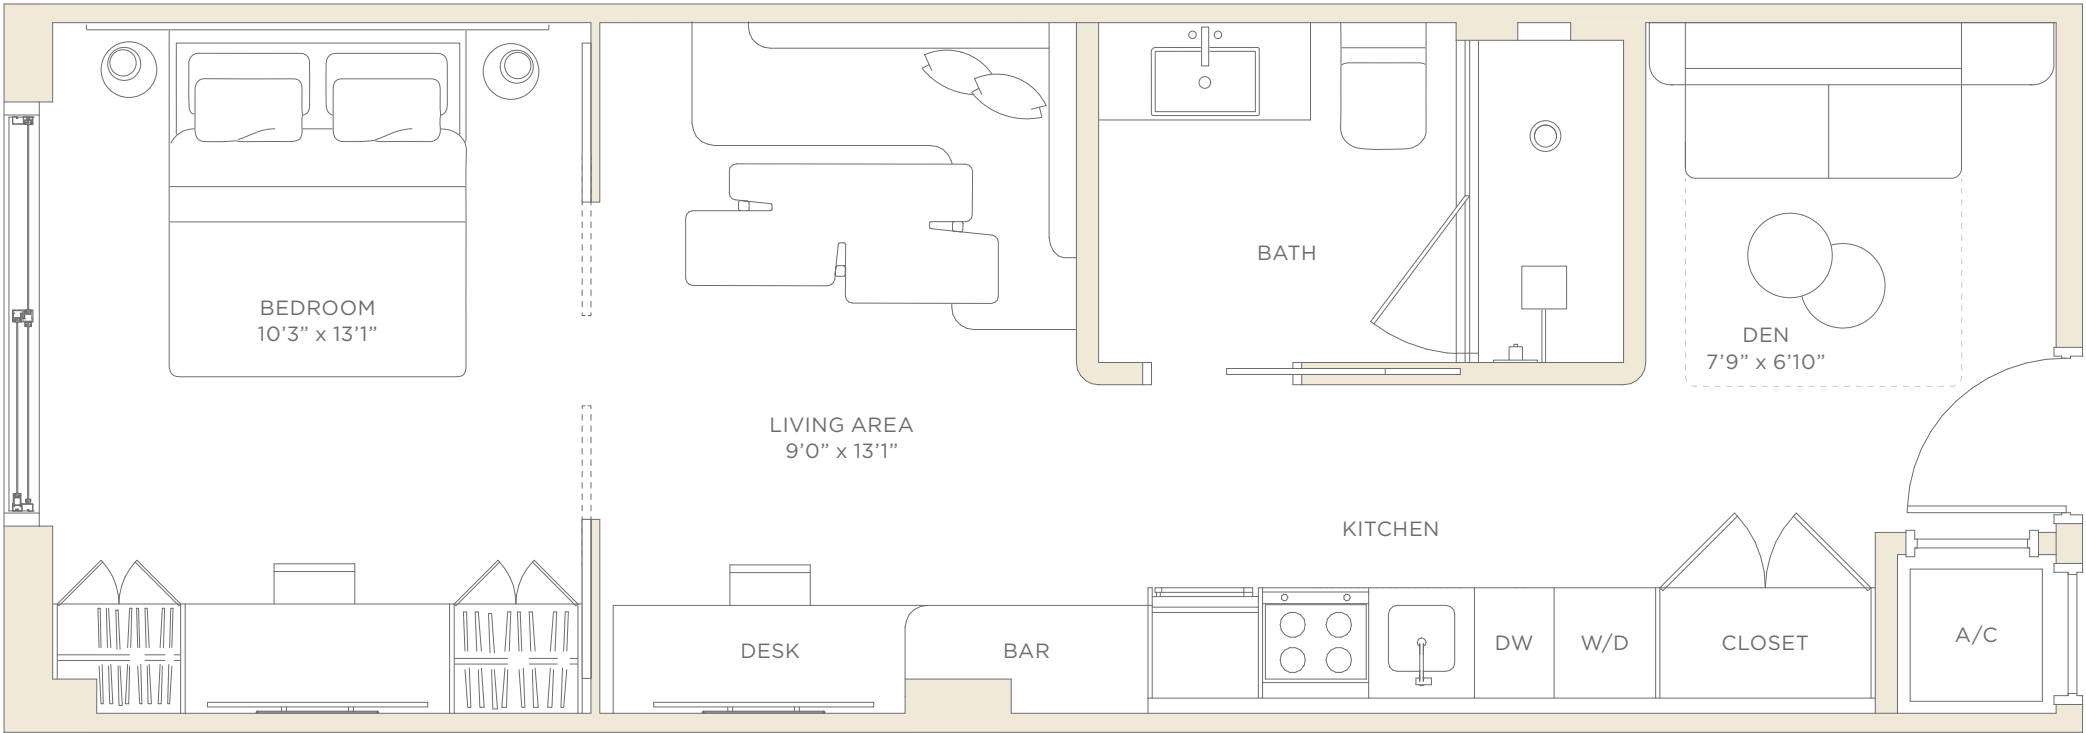 BEDROOM
10’3” x 13’1”
LIVING AREA
9’0” x 13’1”
BATH
DEN
7’9” x 6’10”
KITCHEN
DESK
BAR
DW
W/D
CLOSET
A/C